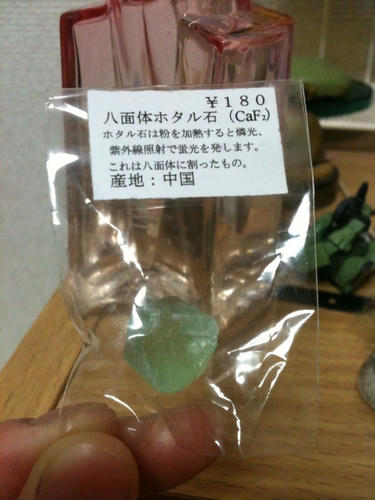 ￥１８０
八面体ホタル石（CaF₂）
ホタル石は粉を加熱すると燐光、
紫外線照射で蛍光を発します。
これは八面体に割ったもの。
産地：中国